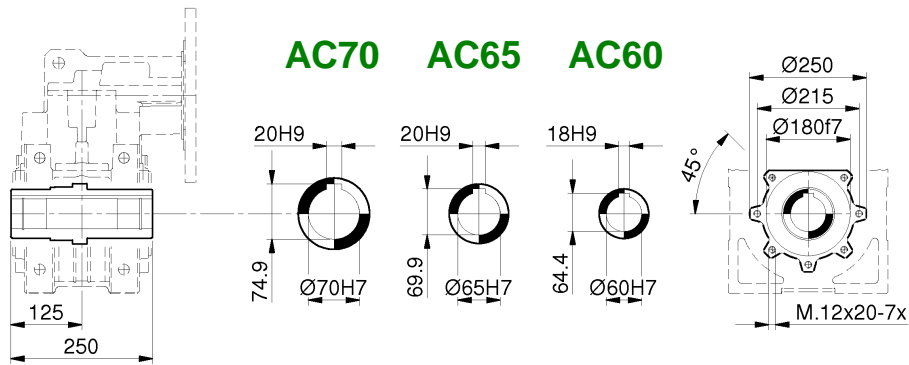 AC70 AC65 AC60
Ø250
Ø215
Ø180f7
20H9 20H9 18H9
45°
74.9 69.9 64.4
Ø70H7 Ø65H7 Ø60H7
125
M.12x20-7x
250